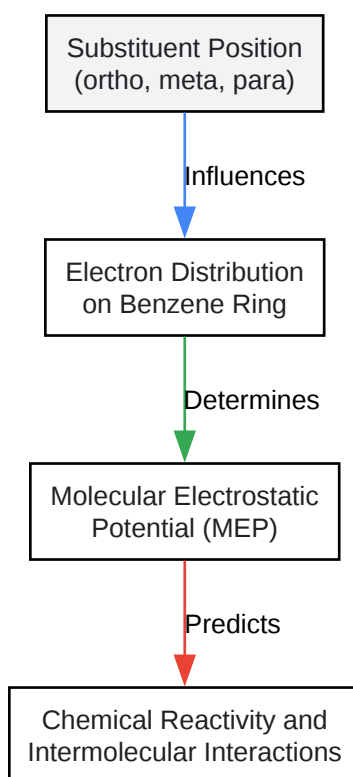 Substituent Position
(ortho, meta, para)
Influences
Electron Distribution
on Benzene Ring
Determines
Molecular Electrostatic
Potential (MEP)
Predicts
Chemical Reactivity and
Intermolecular Interactions